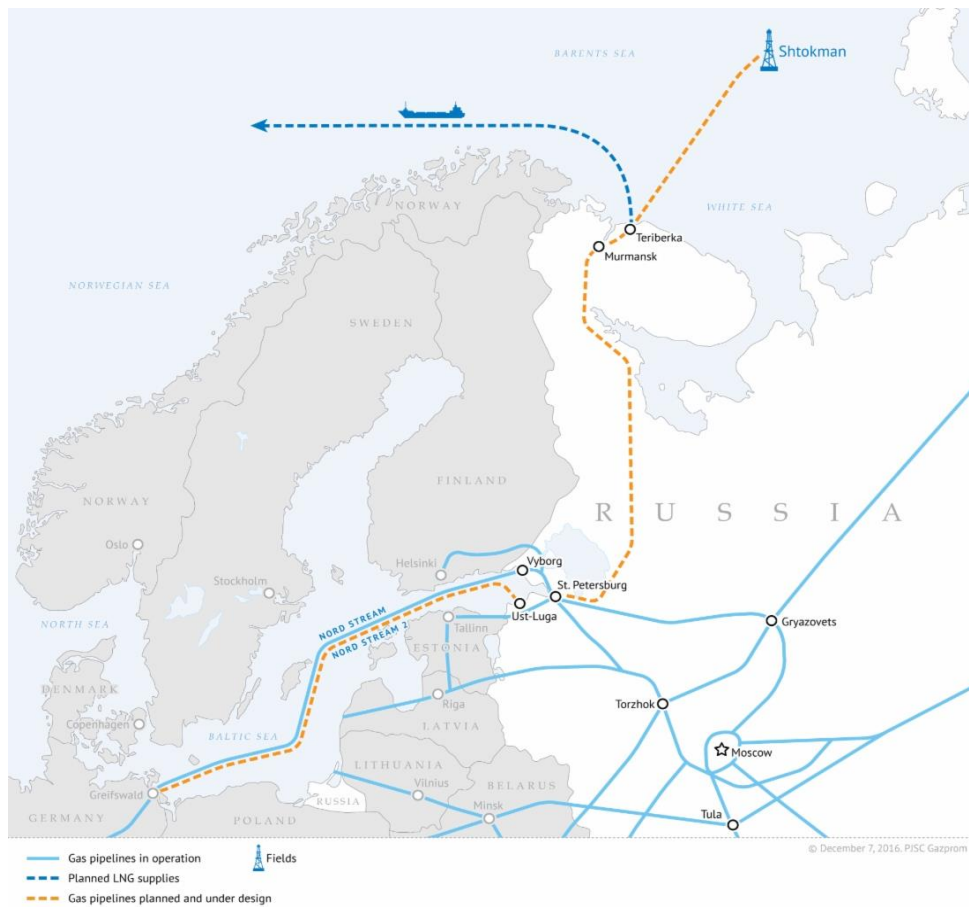 BARENTS SEA
Shtokman
NORWAY
WHITE SEA
Teriberka
Murmansk
NORWEGIAN SEA
SWEDEN
FINLAND
NORWAY
RUSSIA
Oslo
Helsinki
Vyborg
Stockholm
St. Petersburg
NORD STREAM
NORD STREAM 2
Ust-Luga
NORTH SEA
Tallinn
Gryazovets
ESTONIA
DENMARK
Riga
Torzhok
Copenhagen
LATVIA
BALTIC SEA
Moscow
LITHUANIA
Vilnius
BELARUS
Greifswald
RUSSIA
Minsk
GERMANY
POLAND
Tula
© December 7, 2016. PJSC Gazprom
Gas pipelines in operation
Fields
Planned LNG supplies
Gas pipelines planned and under design